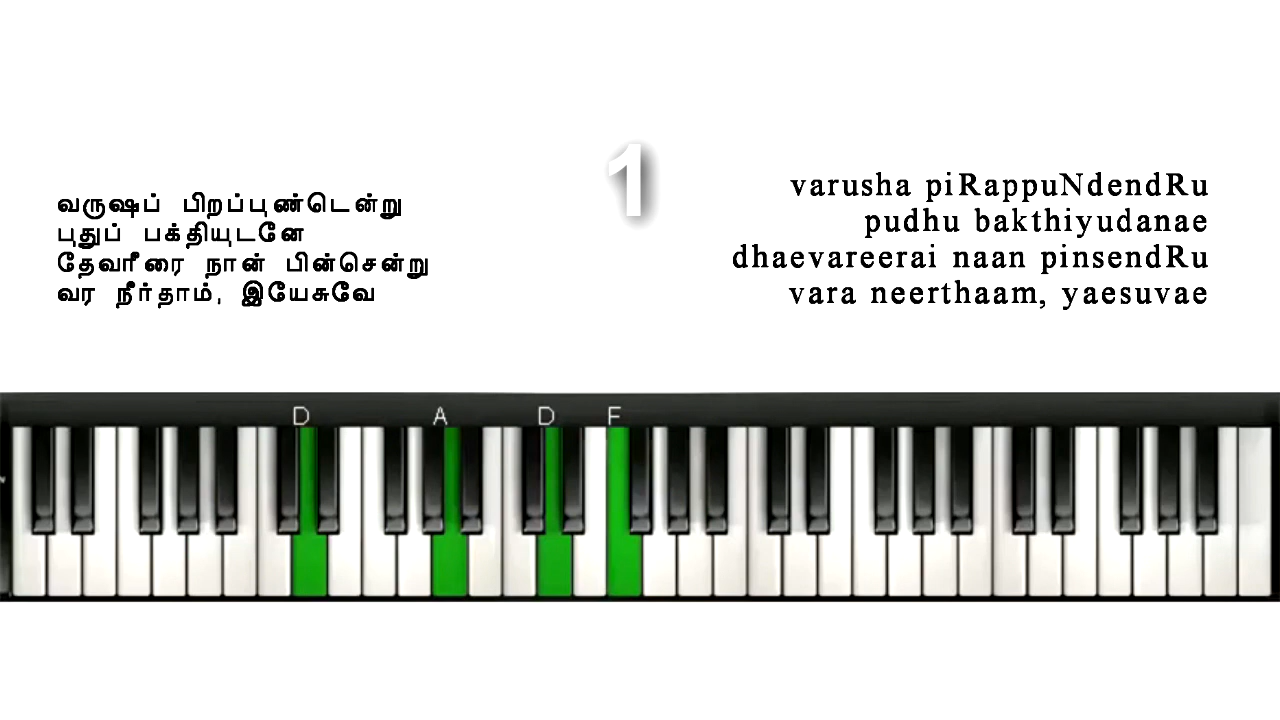 1
வருஷப் பிறப்புண்டென்று
புதுப் பக்தியுடனே
தேவரீரை நான் பின்சென்று
வர நீர்தாம், இயேசுவே
varusha piRappuNdendRu
pudhu bakthiyudanae
dhaevareerai naan pinsendRu
vara neerthaam, yaesuvae
D A D F